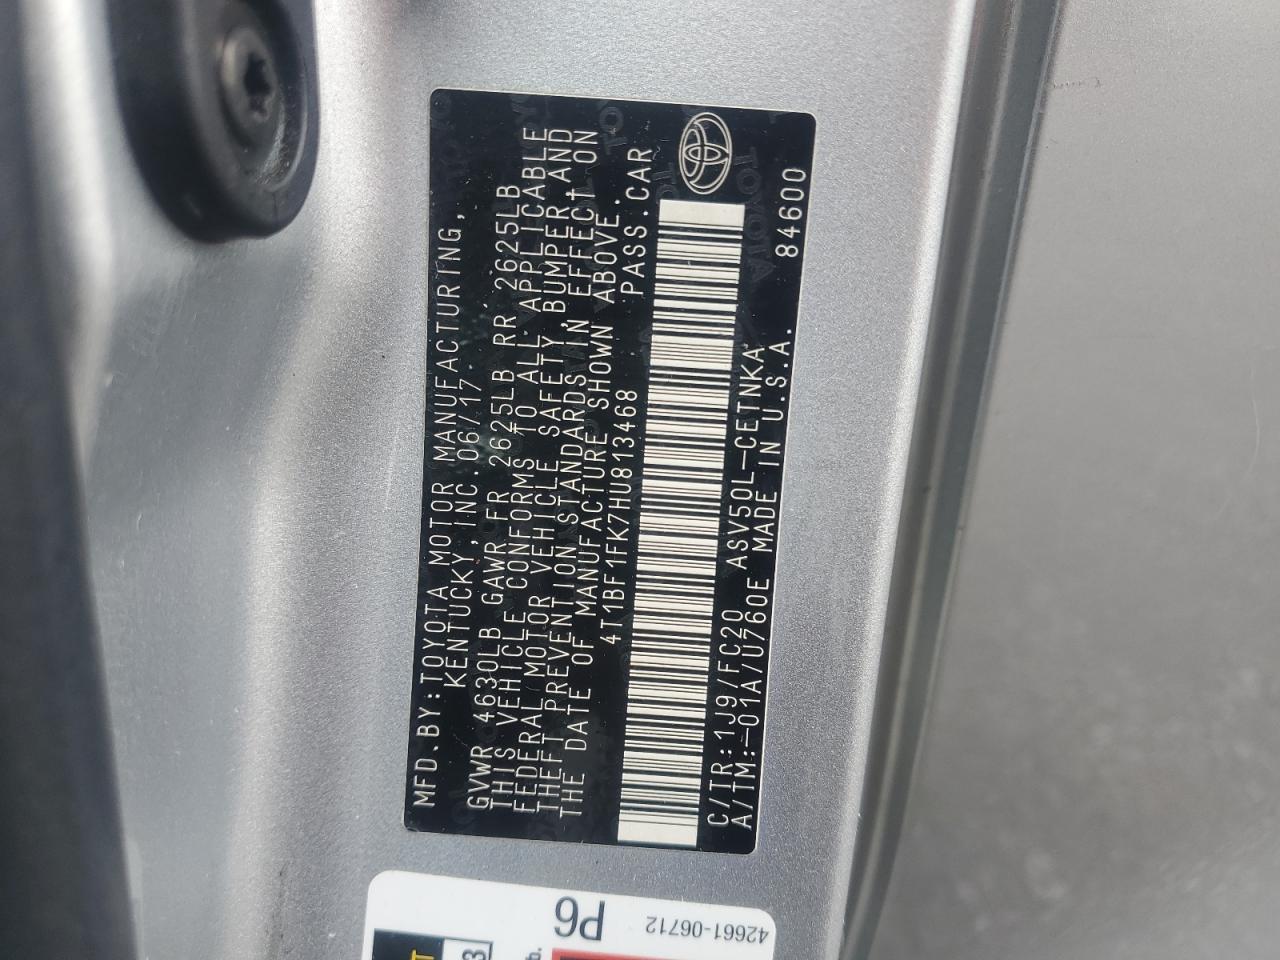 MFD.BY:TOYOTA MOTOR MANUFACTURING,
KENTUCKY,INC 06/17
GVWR 4630LB GAWR FR 2625LB RR 2625LB
THIS VEHICLE CONFORMS TO ALL APPLICABLE
FEDERAL MOTOR VEHICLE SAFETY,BUMPER,AND
THEFT PREVENTION STANDARDS IN EFFECT ON
THE DATE OF MANUFACTURE SHOWN ABOVE.
4T1BF1FK7HU813468 PASS.CAR
C/TR:1J9/FC20 ASV50L-CETNKA
A/TM:-01A/U760E MADE IN U.S.A. 84600
P6 42661-06712